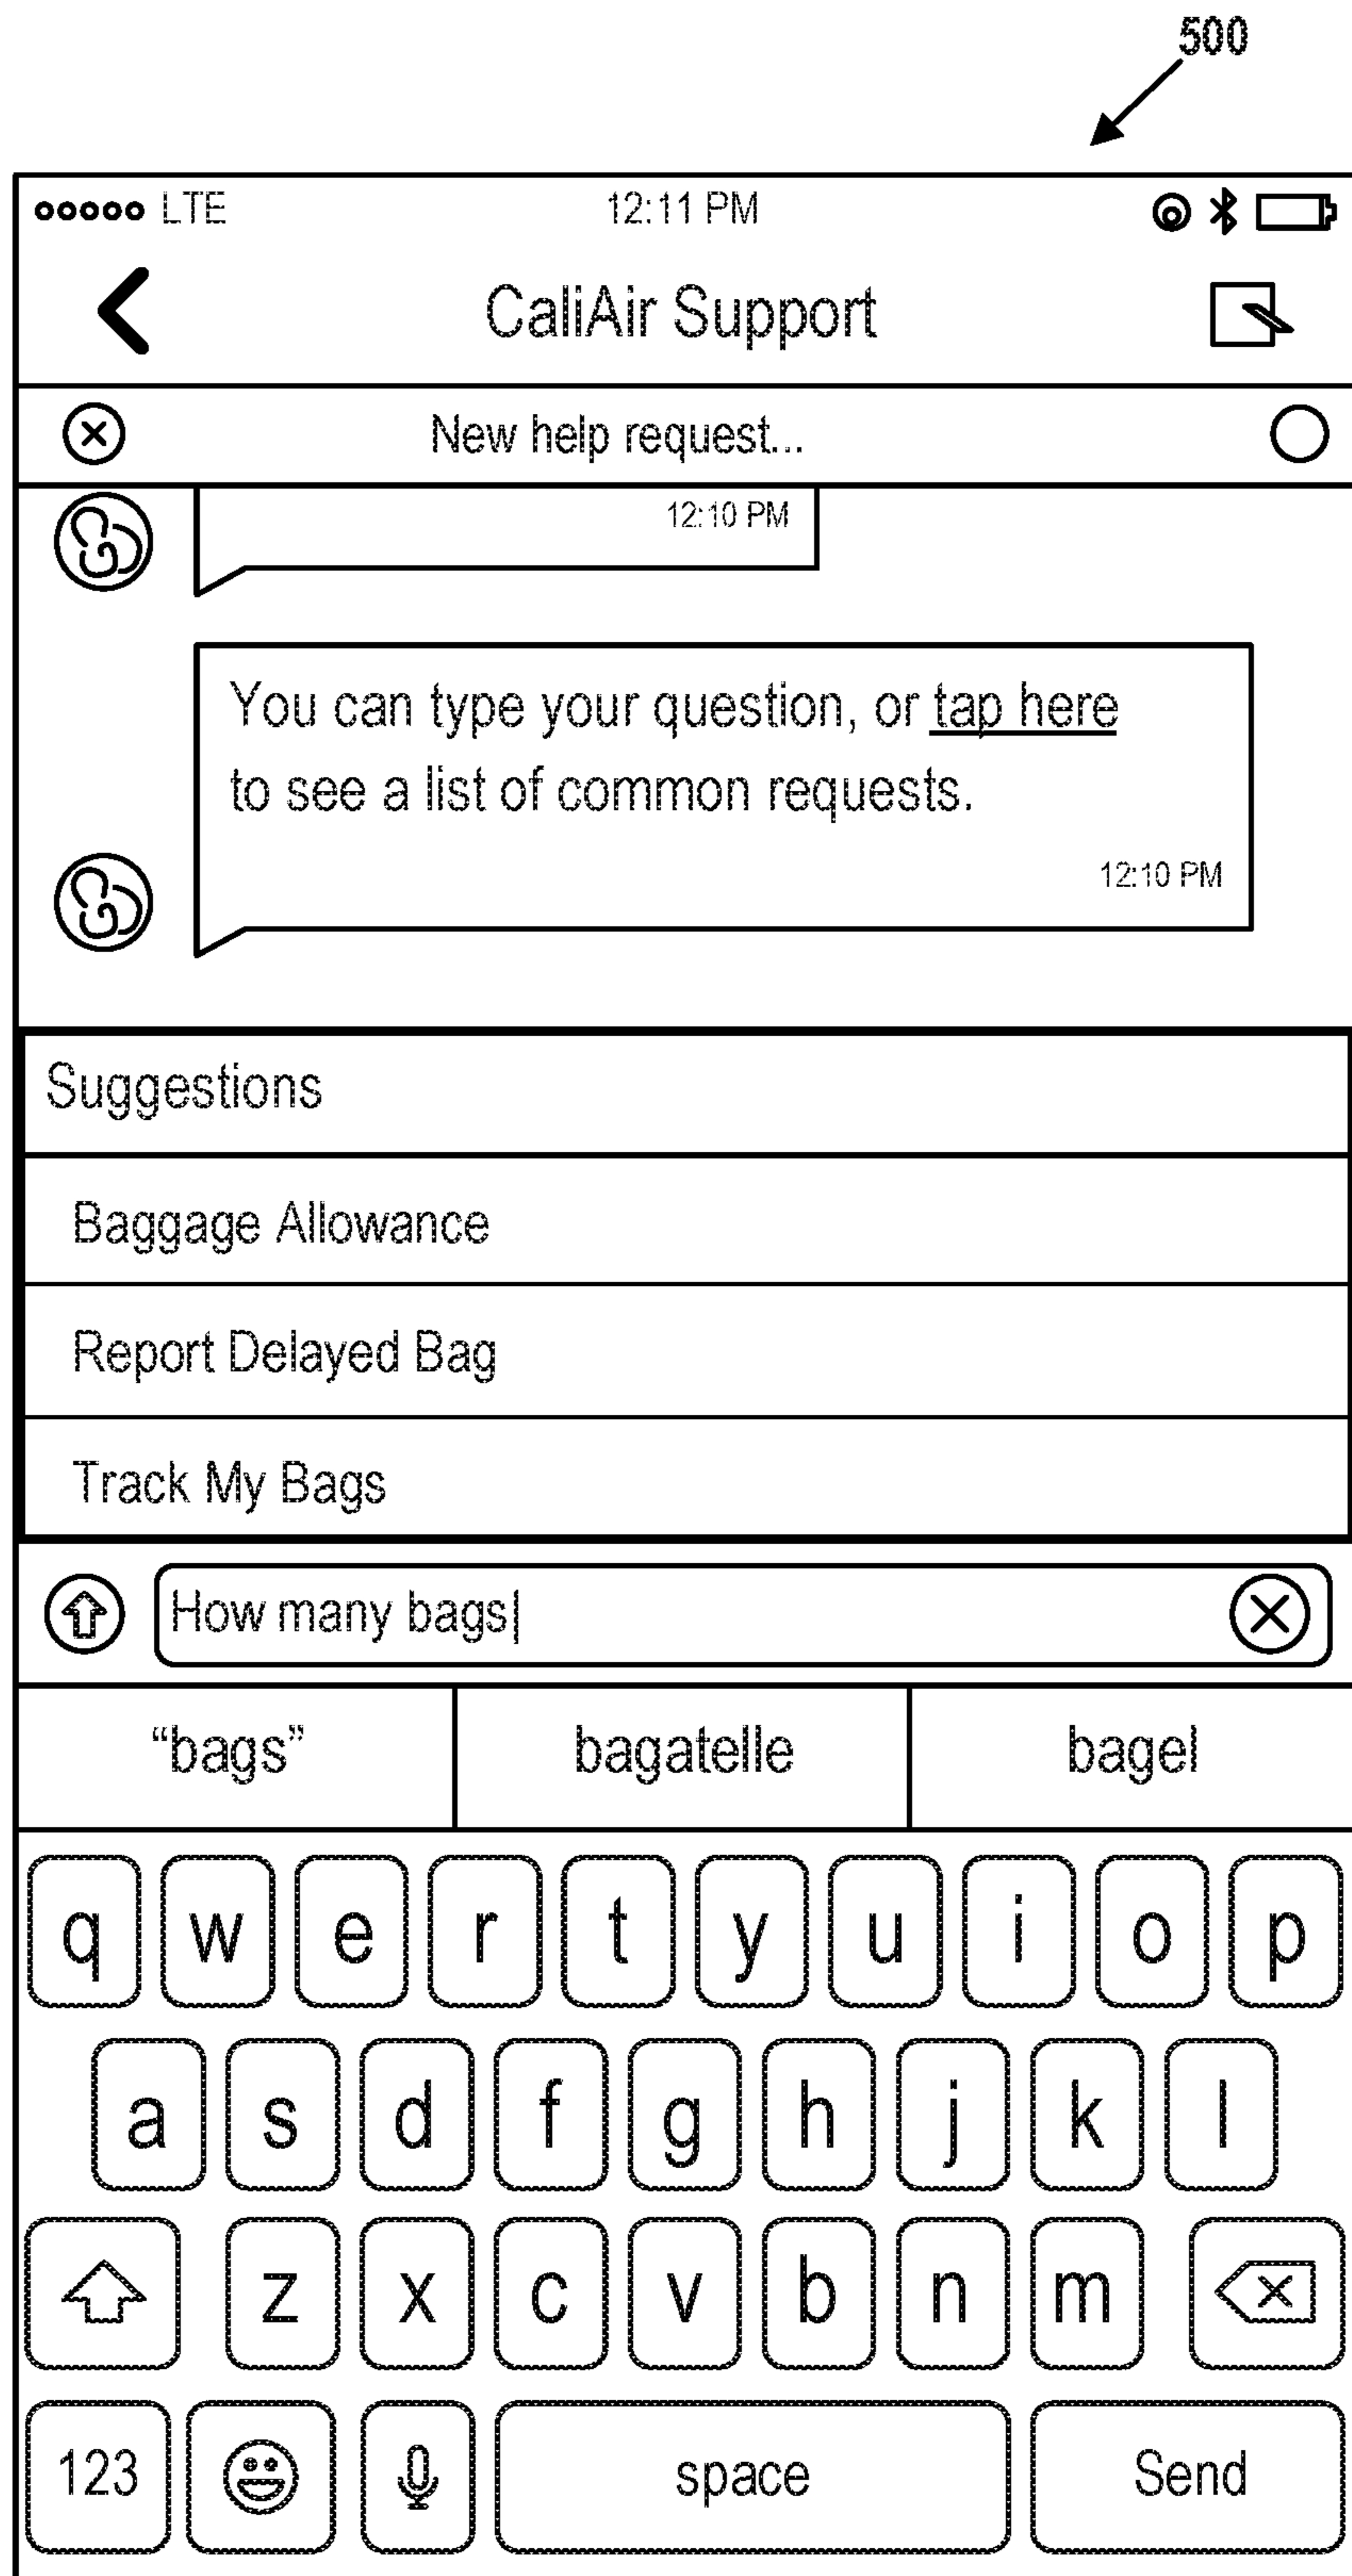 500
LTE 12:11 PM
CaliAir Support
New help request...
12:10 PM
You can type your question, or tap here
to see a list of common requests.
12:10 PM
Suggestions
Baggage Allowance
Report Delayed Bag
Track My Bags
How many bags
“bags” bagatelle bagel
q w e r t y u i o p
a s d f g h j k l
z x c v b n m
123 space Send